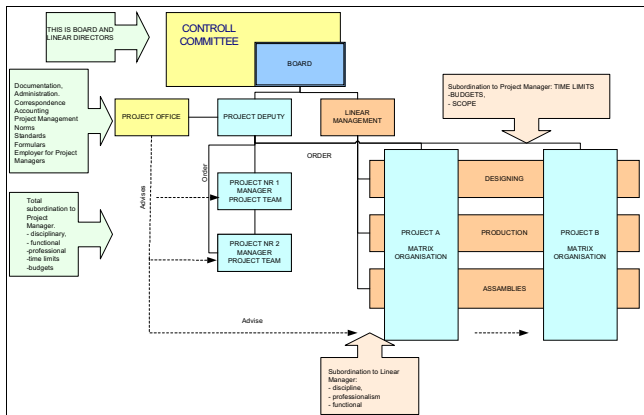 THIS IS BOARD AND
LINEAR DIRECTORS
CONTROLL
COMMITTEE
BOARD
Documentation,
Administration.
Correspondence
Accounting
Project Management
Norms
Standards
Formulars
Employer for Project
Managers
PROJECT OFFICE
PROJECT DEPUTY
LINEAR
MANAGEMENT
Subordination to Project Manager: TIME LIMITS
-BUDGETS,
- SCOPE
Order
ORDER
Advises
PROJECT NR 1
MANAGER
PROJECT TEAM
PROJECT NR 2
MANAGER
PROJECT TEAM
Total
subordination to
Project
Manager.
- disciplinary,
- functional
-professional
-time limits
-budgets
DESIGNING
PRODUCTION
ASSEMBLIES
PROJECT A
MATRIX
ORGANISATION
PROJECT B
MATRIX
ORGANISATION
Advise
Subordination to Linear
Manager:
- discipline,
- professionalism
- functional